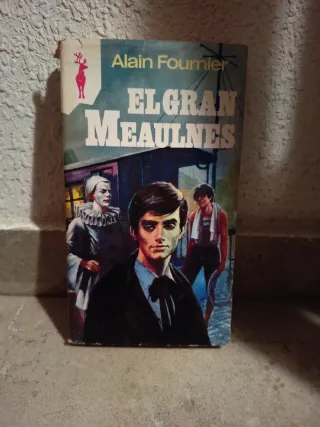 Alain Fournier
EL GRAN
MEAULNES